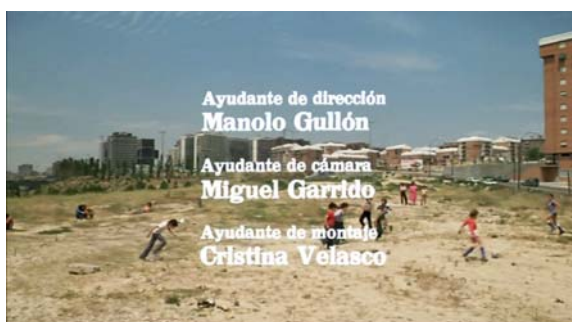 Ayudante de dirección
Manolo Gullón
Ayudante de cámara
Miguel Garrido
Ayudante de montaje
Cristina Velasco